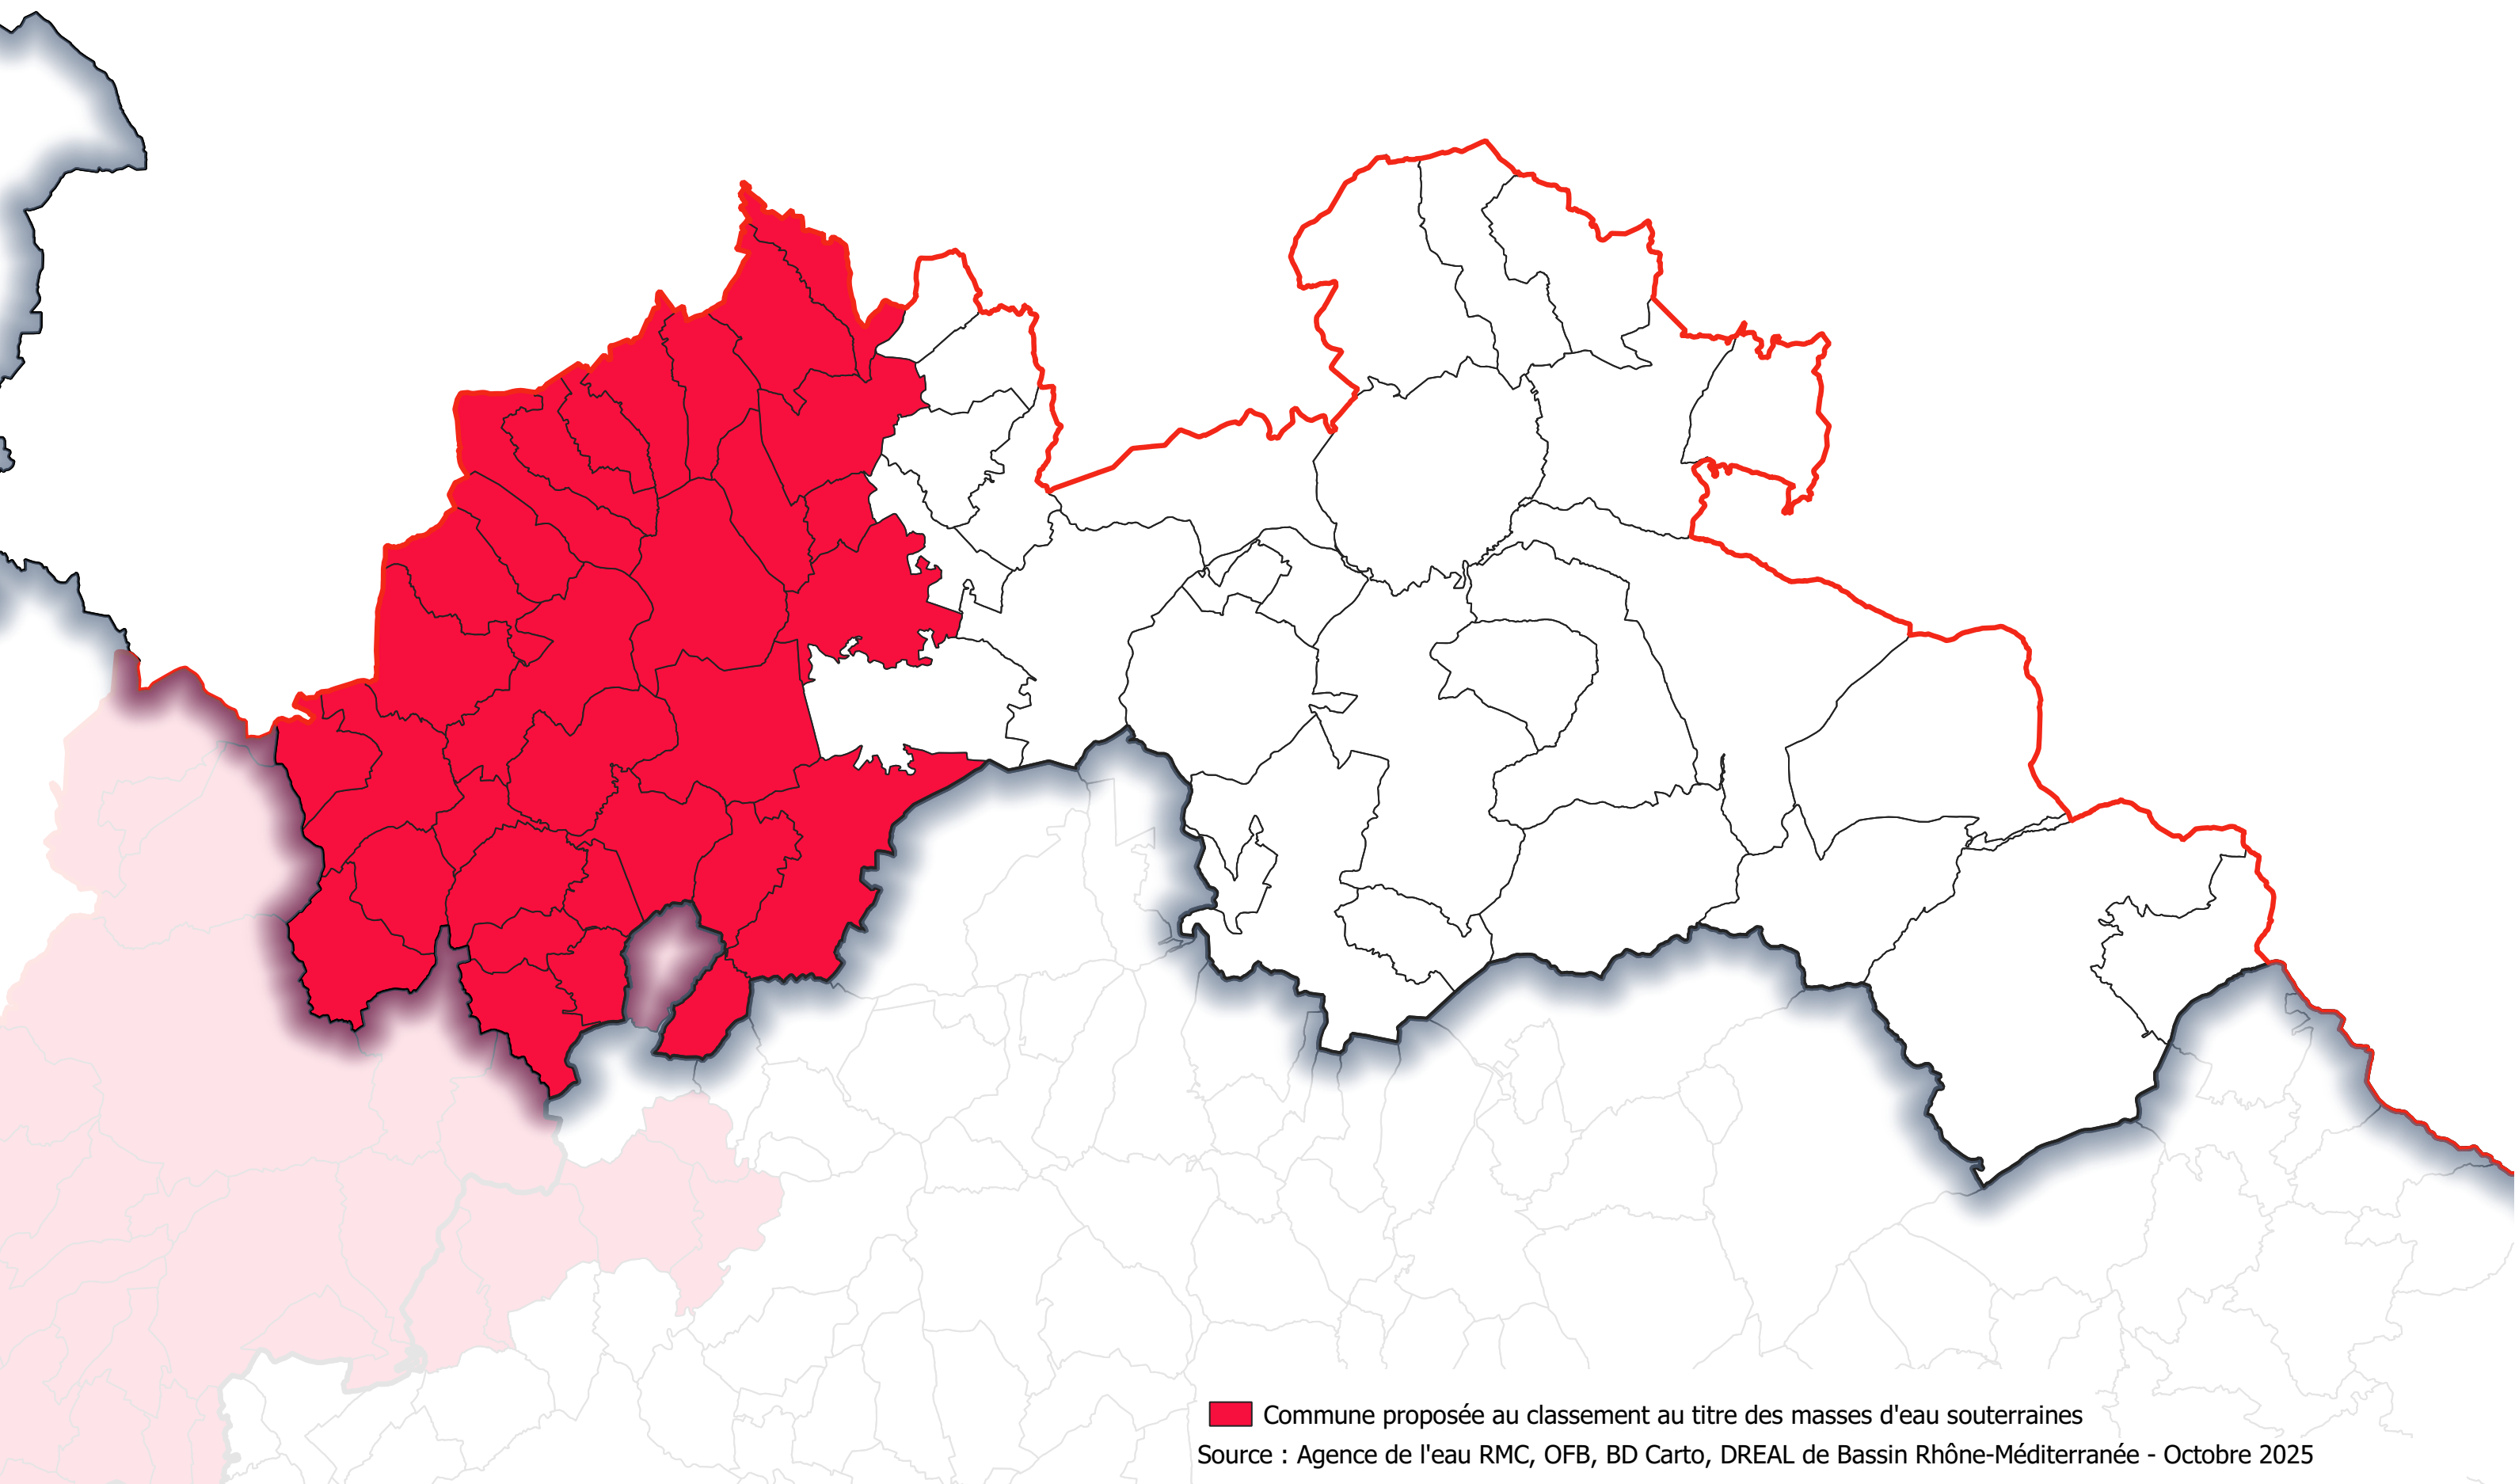 Commune proposée au classement au titre des masses d'eau souterraines
Source : Agence de l'eau RMC, OFB, BD Carto, DREAL de Bassin Rhône-Méditerranée - Octobre 2025